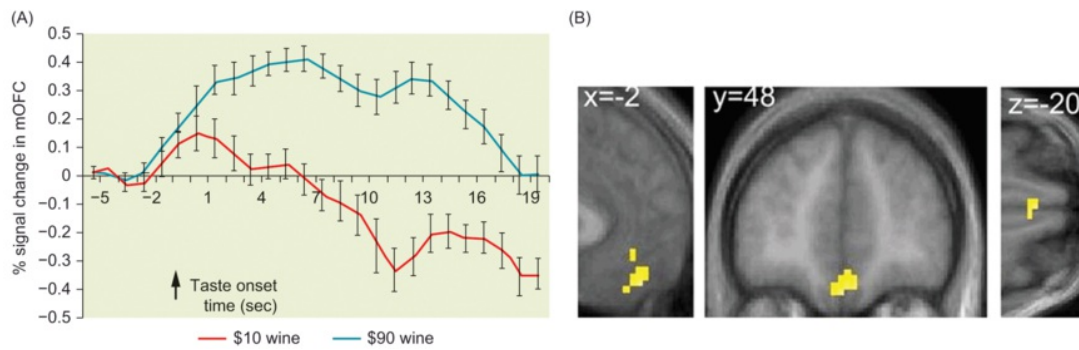 (A)
% signal change in mOFC
0.5
0.4
0.3
0.2
0.1
0
−0.1
−0.2
−0.3
−0.4
−0.5
−5 −2 1 4 7 10 13 16 19
Taste onset
time (sec)
$10 wine $90 wine
(B)
x=-2
y=48
z=-20